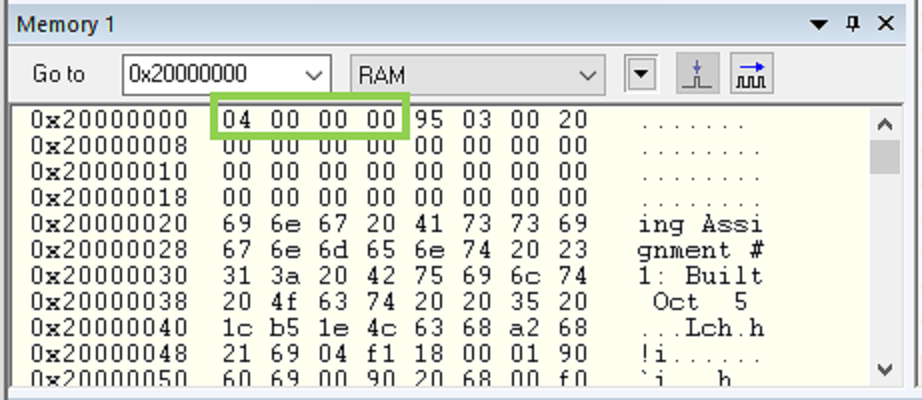 Memory 1
Go to 0x20000000 RAM
0x20000000 04 00 00 00 95 03 00 20 .......
0x20000008 00 00 00 00 00 00 00 00 ........
0x20000010 00 00 00 00 00 00 00 00 ........
0x20000018 00 00 00 00 00 00 00 00 ........
0x20000020 69 6e 67 20 41 73 73 69 ing Assi
0x20000028 67 6e 6d 65 6e 74 20 23 gnment #
0x20000030 31 3a 20 42 75 69 6c 74 1: Built
0x20000038 20 4f 63 74 20 20 35 20 Oct  5
0x20000040 1c b5 1e 4c 63 68 a2 68 ...Lch.h
0x20000048 21 69 04 f1 18 00 01 90 !i......
0x20000050 60 69 00 90 20 68 00 f0 `i.. h..